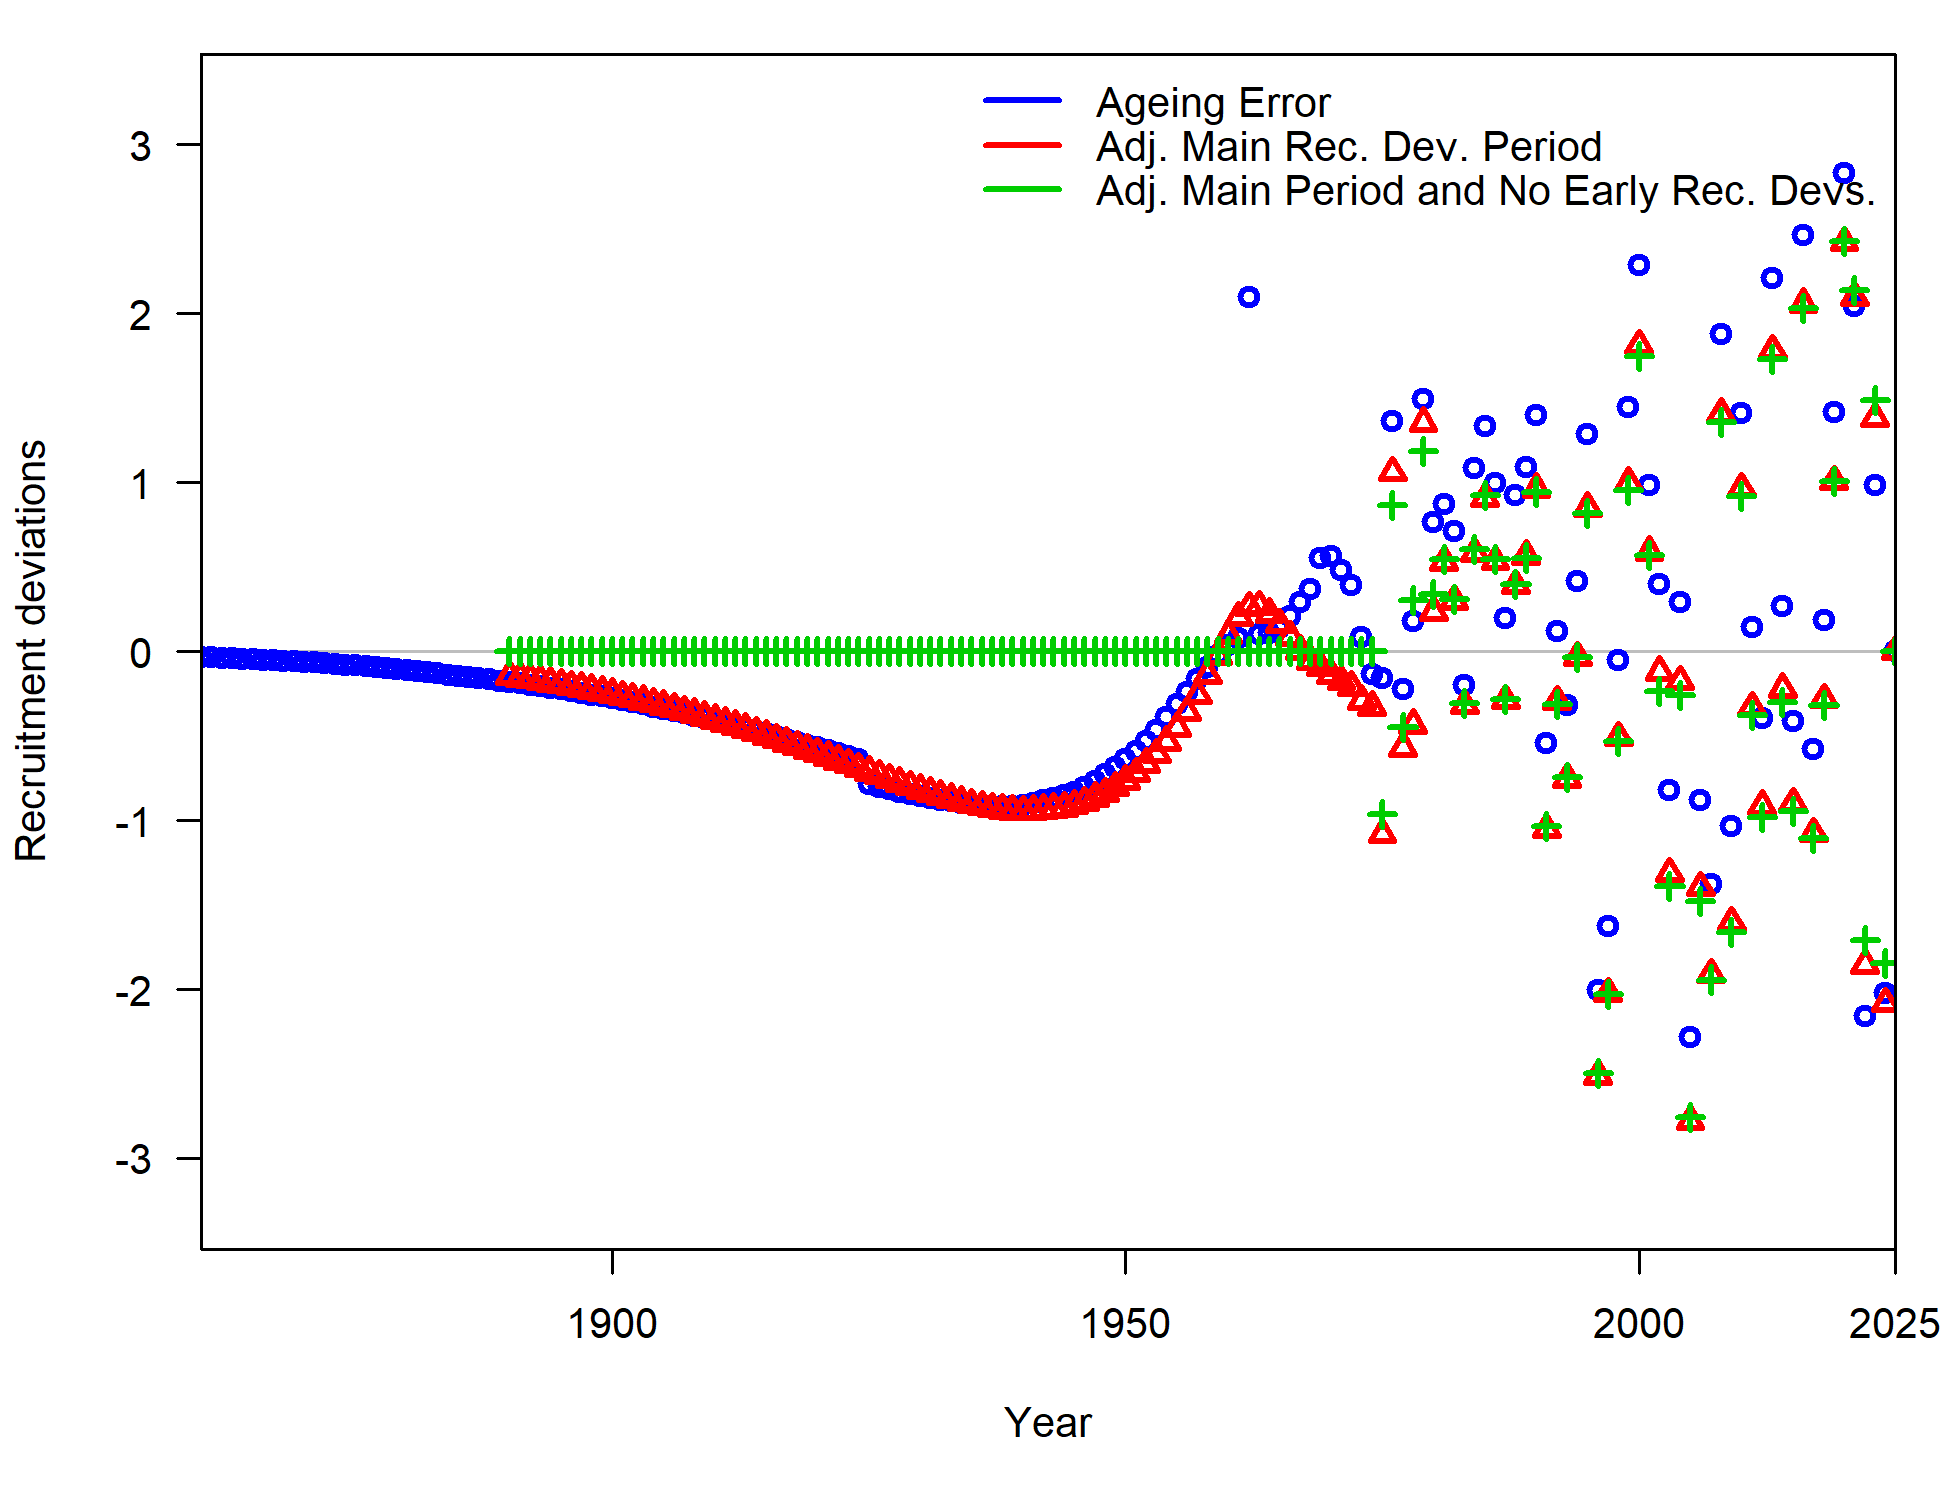 Ageing Error
Adj. Main Rec. Dev. Period
Adj. Main Period and No Early Rec. Devs.
3
2
1
0
-1
-2
-3
Recruitment deviations
1900
1950
2000
2025
Year